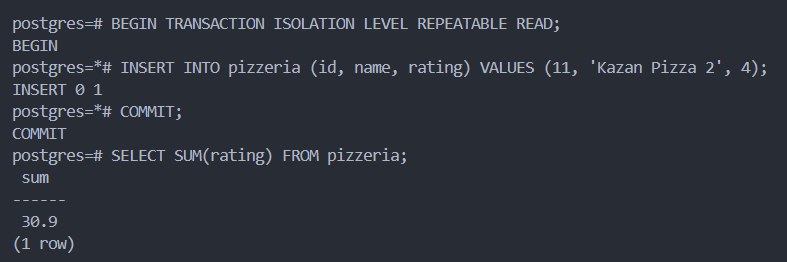 postgres=# BEGIN TRANSACTION ISOLATION LEVEL REPEATABLE READ;
BEGIN
postgres=*# INSERT INTO pizzeria (id, name, rating) VALUES (11, 'Kazan Pizza 2', 4);
INSERT 0 1
postgres=*# COMMIT;
COMMIT
postgres=# SELECT SUM(rating) FROM pizzeria;
 sum
------
 30.9
(1 row)